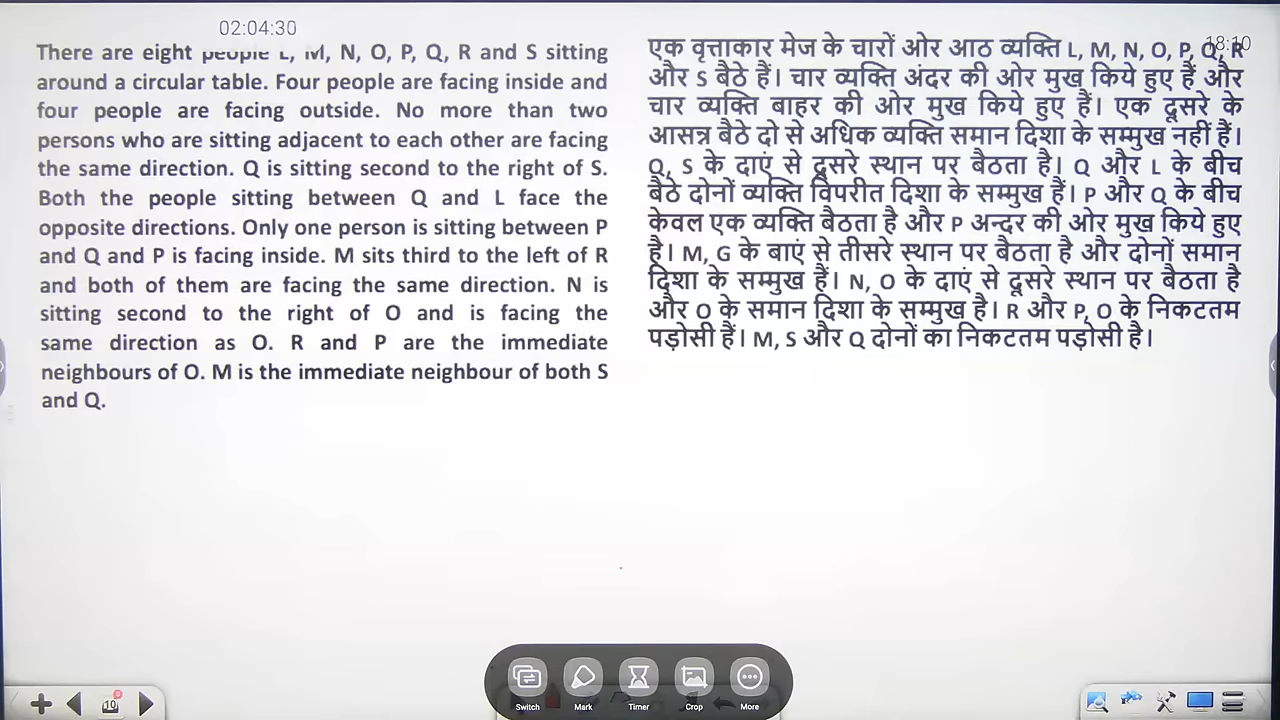 02:04:30
18:10
There are eight people L, M, N, O, P, Q, R and S sitting
around a circular table. Four people are facing inside and
four people are facing outside. No more than two
persons who are sitting adjacent to each other are facing
the same direction. Q is sitting second to the right of S.
Both the people sitting between Q and L face the
opposite directions. Only one person is sitting between P
and Q and P is facing inside. M sits third to the left of R
and both of them are facing the same direction. N is
sitting second to the right of O and is facing the
same direction as O. R and P are the immediate
neighbours of O. M is the immediate neighbour of both S
and Q.
एक वृत्ताकार मेज के चारों ओर आठ व्यक्ति L, M, N, O, P, Q, R
और S बैठे हैं। चार व्यक्ति अंदर की ओर मुख किये हुए हैं और
चार व्यक्ति बाहर की ओर मुख किये हुए हैं। एक दूसरे के
आसन्न बैठे दो से अधिक व्यक्ति समान दिशा के सम्मुख नहीं हैं।
Q, S के दाएं से दूसरे स्थान पर बैठता है। Q और L के बीच
बैठे दोनों व्यक्ति विपरीत दिशा के सम्मुख हैं। P और Q के बीच
केवल एक व्यक्ति बैठता है और P अन्दर की ओर मुख किये हुए
है। M, G के बाएं से तीसरे स्थान पर बैठता है और दोनों समान
दिशा के सम्मुख हैं। N, O के दाएं से दूसरे स्थान पर बैठता है
और O के समान दिशा के सम्मुख है। R और P, O के निकटतम
पड़ोसी हैं। M, S और Q दोनों का निकटतम पड़ोसी है।
Switch
Mark
Timer
Crop
More
10